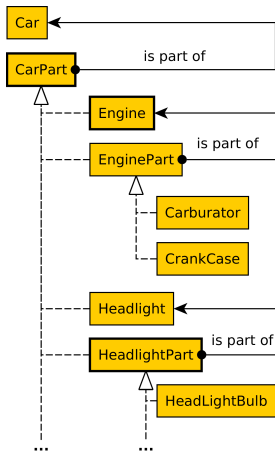 Car
is part of
CarPart
Engine
is part of
EnginePart
Carburator
CrankCase
Headlight
is part of
HeadlightPart
HeadLightBulb
... ...